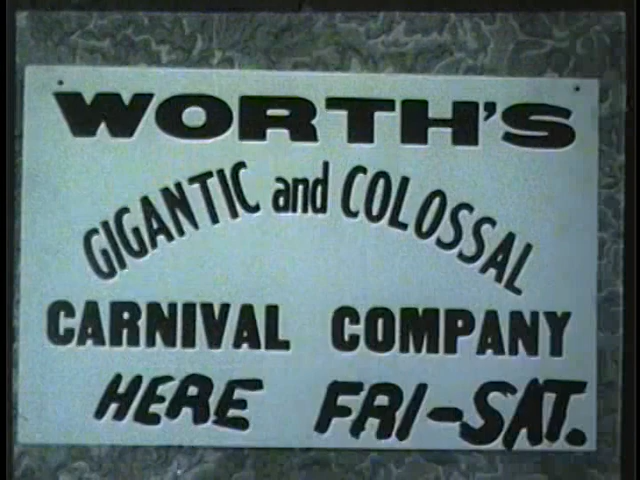 WORTH'S
GIGANTIC and COLOSSAL
CARNIVAL COMPANY
HERE FRI-SAT.